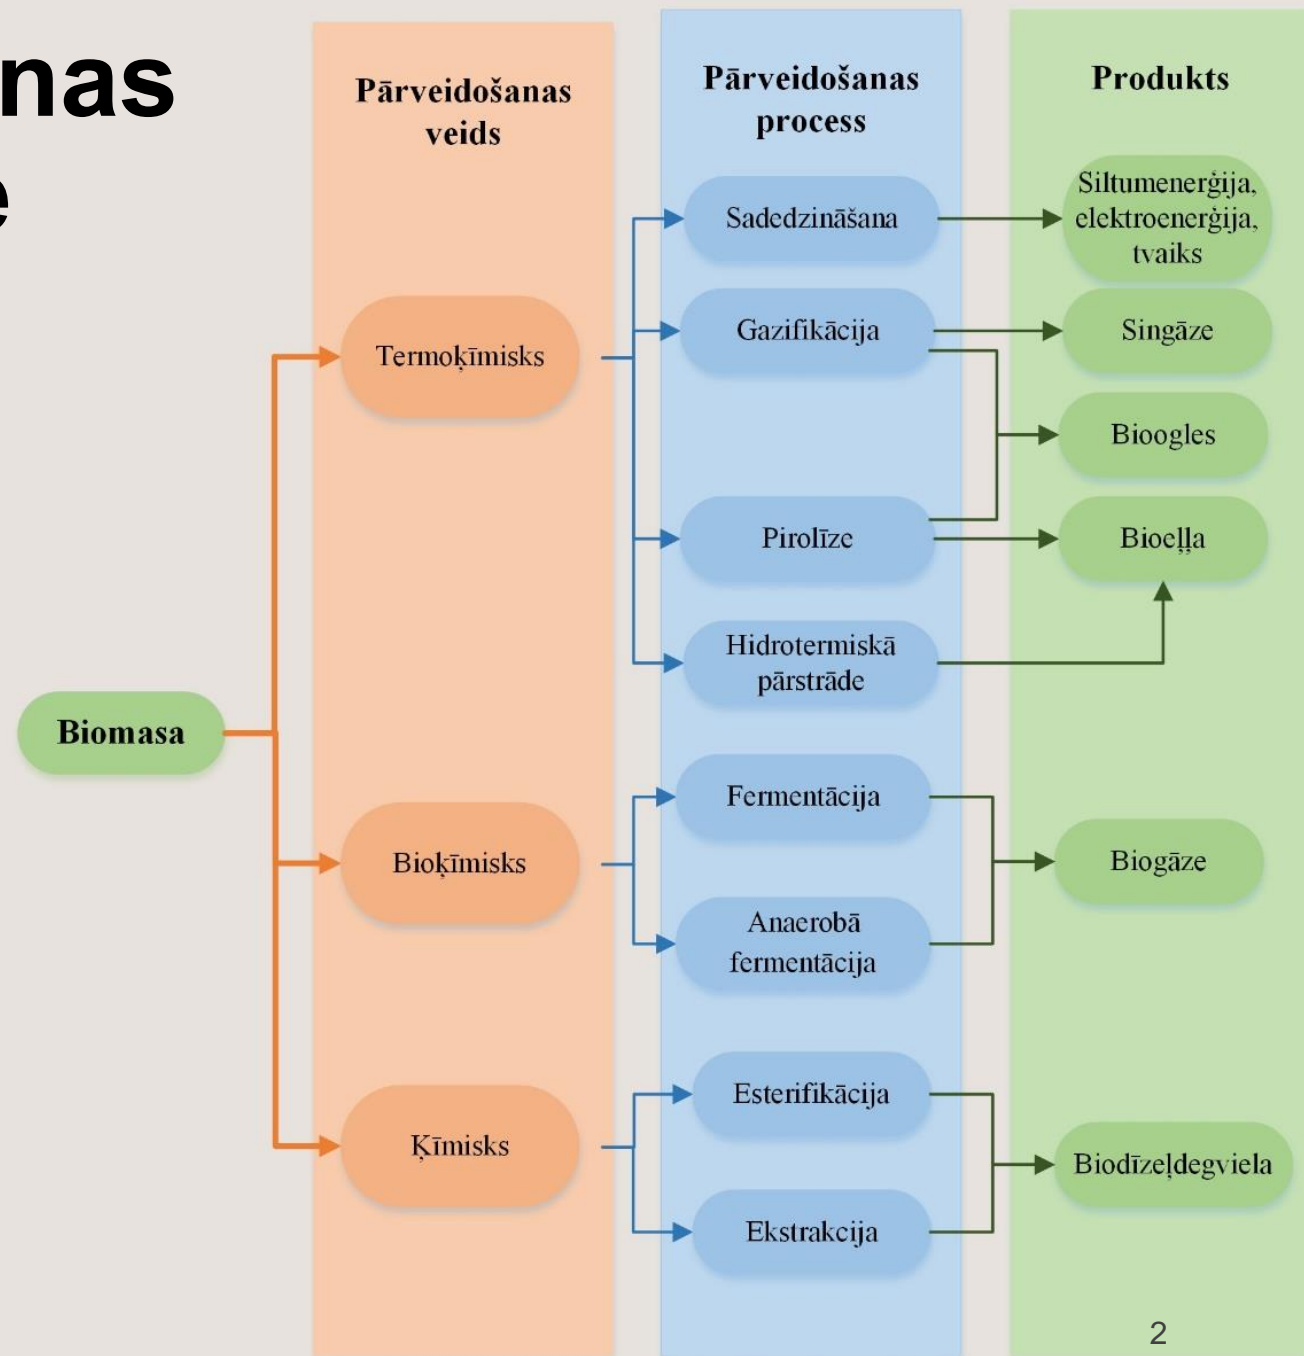 nas
e
Pārveidošanas
veids
Pārveidošanas
process
Produkts
Sadedzināšana
Siltumenerģija,
elektroenerģija,
tvaiks
Termoķīmisks
Gazifikācija
Singāze
Bioogles
Pirolīze
Bioeļļa
Hidrotermiskā
pārstrāde
Biomasa
Fermentācija
Bioķīmisks
Biogāze
Anaerobā
fermentācija
Esterifikācija
Ķīmisks
Biodīzeļdegviela
Ekstrakcija
2